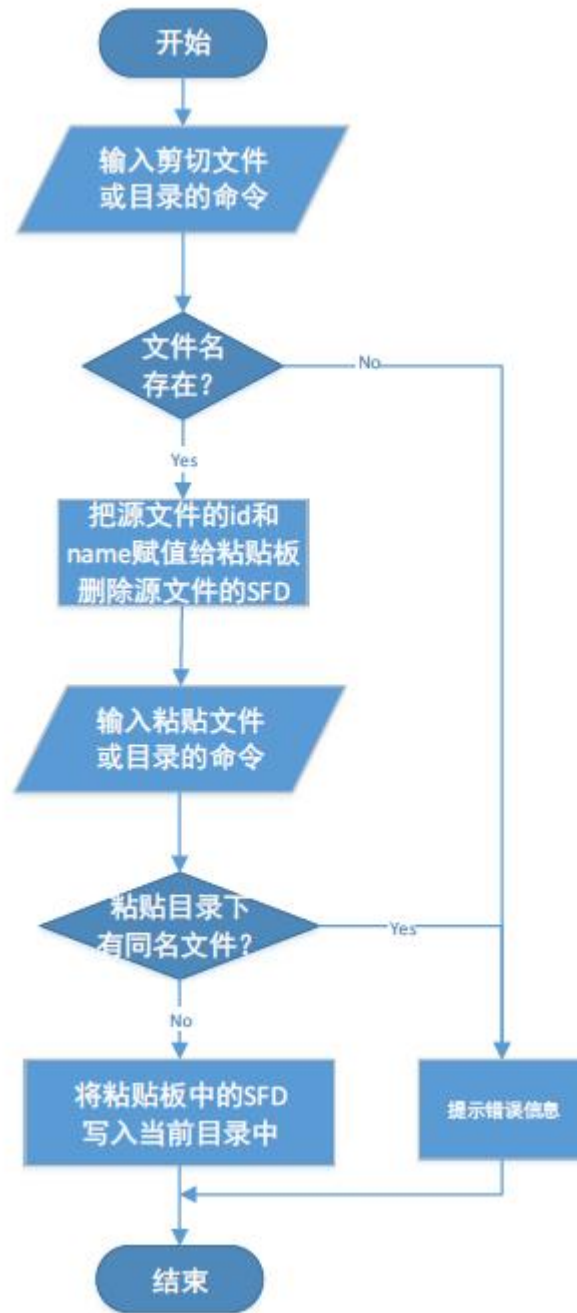 开始
输入剪切文件
或目录的命令
文件名
存在？
No
Yes
把源文件的id和
name赋值给粘贴板
删除源文件的SFD
输入粘贴文件
或目录的命令
粘贴目录下
有同名文件？
Yes
No
将粘贴板中的SFD
写入当前目录中
提示错误信息
结束